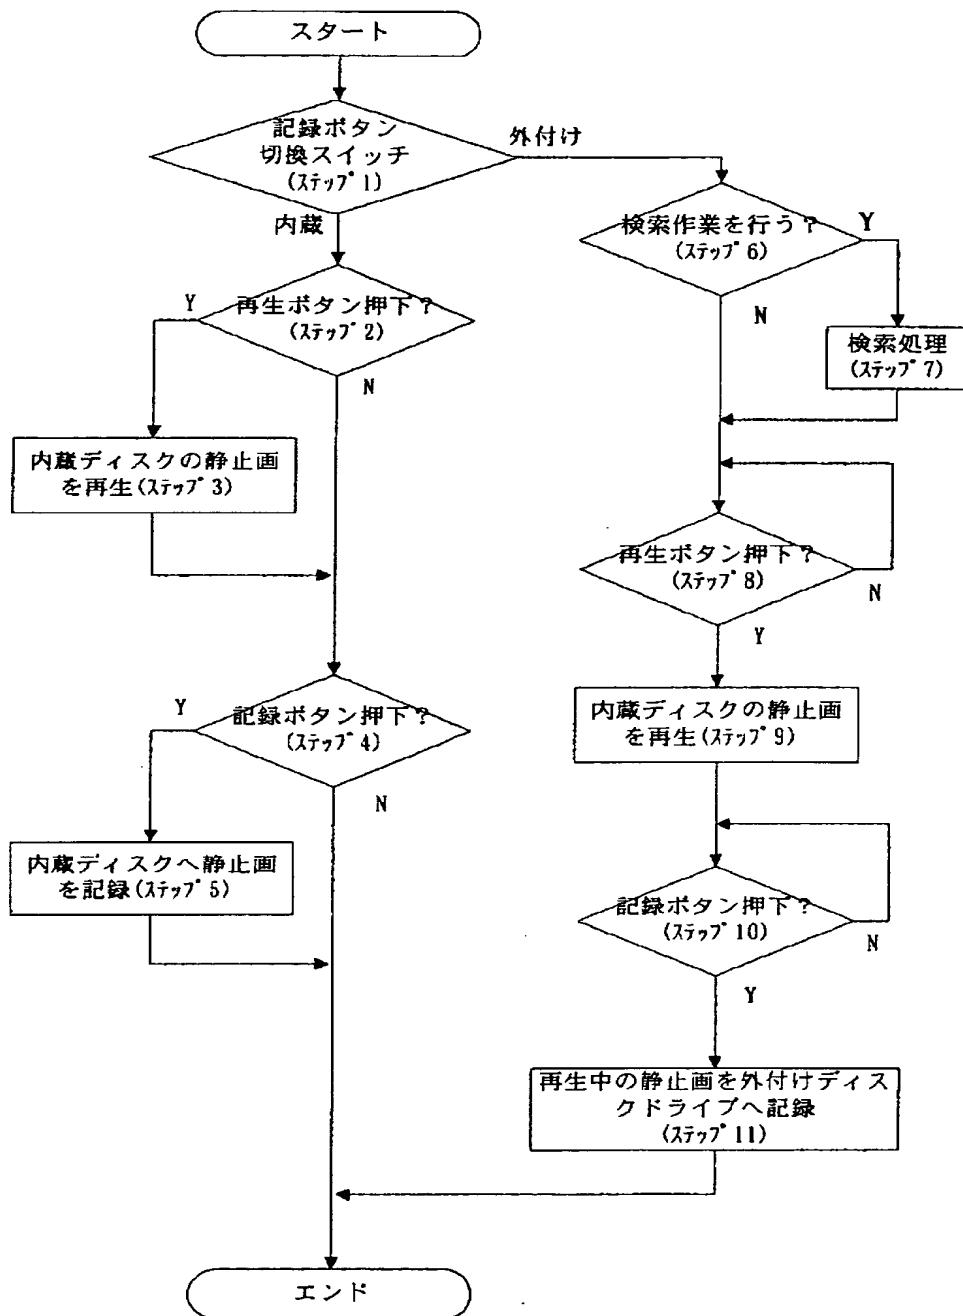 スタート
記録ボタン
切換スイッチ
(ステップ1)
外付け
内蔵
検索作業を行う？
(ステップ6)
Y
N
検索処理
(ステップ7)
Y
再生ボタン押下？
(ステップ2)
N
内蔵ディスクの静止画
を再生(ステップ3)
再生ボタン押下？
(ステップ8)
N
Y
Y
記録ボタン押下？
(ステップ4)
N
内蔵ディスクの静止画
を再生(ステップ9)
内蔵ディスクへ静止画
を記録(ステップ5)
記録ボタン押下？
(ステップ10)
N
Y
再生中の静止画を外付けディス
クドライブへ記録
(ステップ11)
エンド